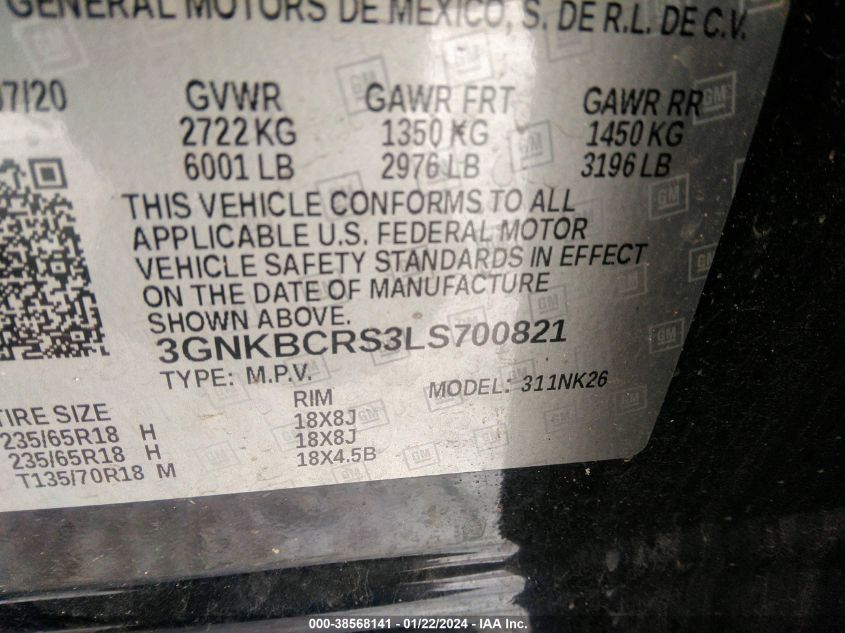 GENERAL MOTORS DE MEXICO, S. DE R.L. DE C.V.
07/20 GVWR GAWR FRT GAWR RR
2722 KG 1350 KG 1450 KG
6001 LB 2976 LB 3196 LB
THIS VEHICLE CONFORMS TO ALL
APPLICABLE U.S. FEDERAL MOTOR
VEHICLE SAFETY STANDARDS IN EFFECT
ON THE DATE OF MANUFACTURE
SHOWN ABOVE.
3GNKBCRS3LS700821
TYPE: M.P.V. MODEL: 311NK26
TIRE SIZE RIM
235/65R18 H 18X8J
235/65R18 H 18X8J
T135/70R18 M 18X4.5B
000-38568141 - 01/22/2024 - IAA Inc.